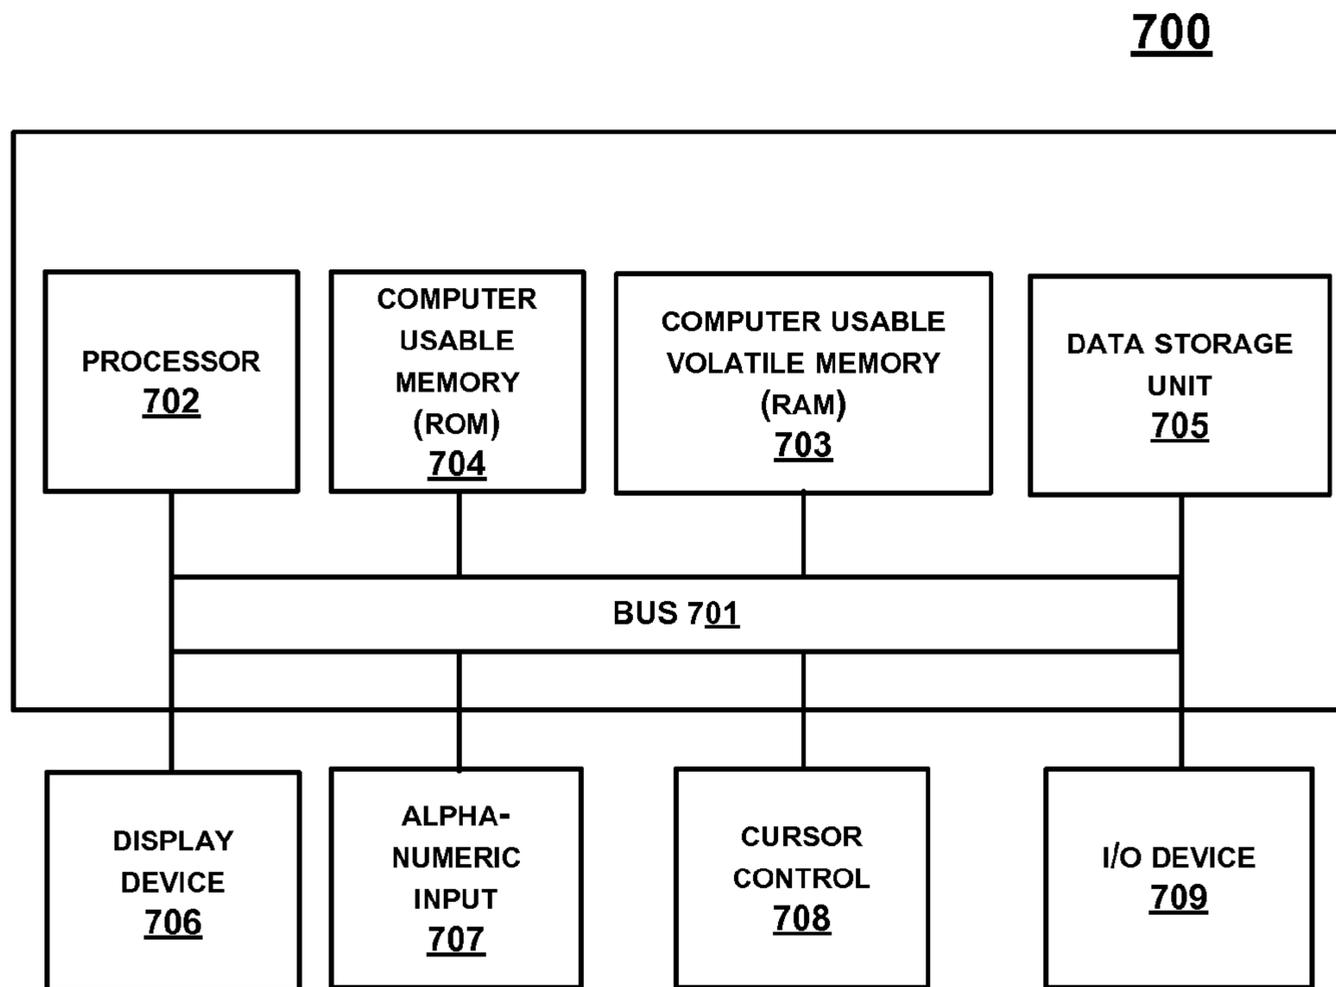 700
PROCESSOR
702
COMPUTER
USABLE
MEMORY
(ROM)
704
COMPUTER USABLE
VOLATILE MEMORY
(RAM)
703
DATA STORAGE
UNIT
705
BUS 701
DISPLAY
DEVICE
706
ALPHA-
NUMERIC
INPUT
707
CURSOR
CONTROL
708
I/O DEVICE
709